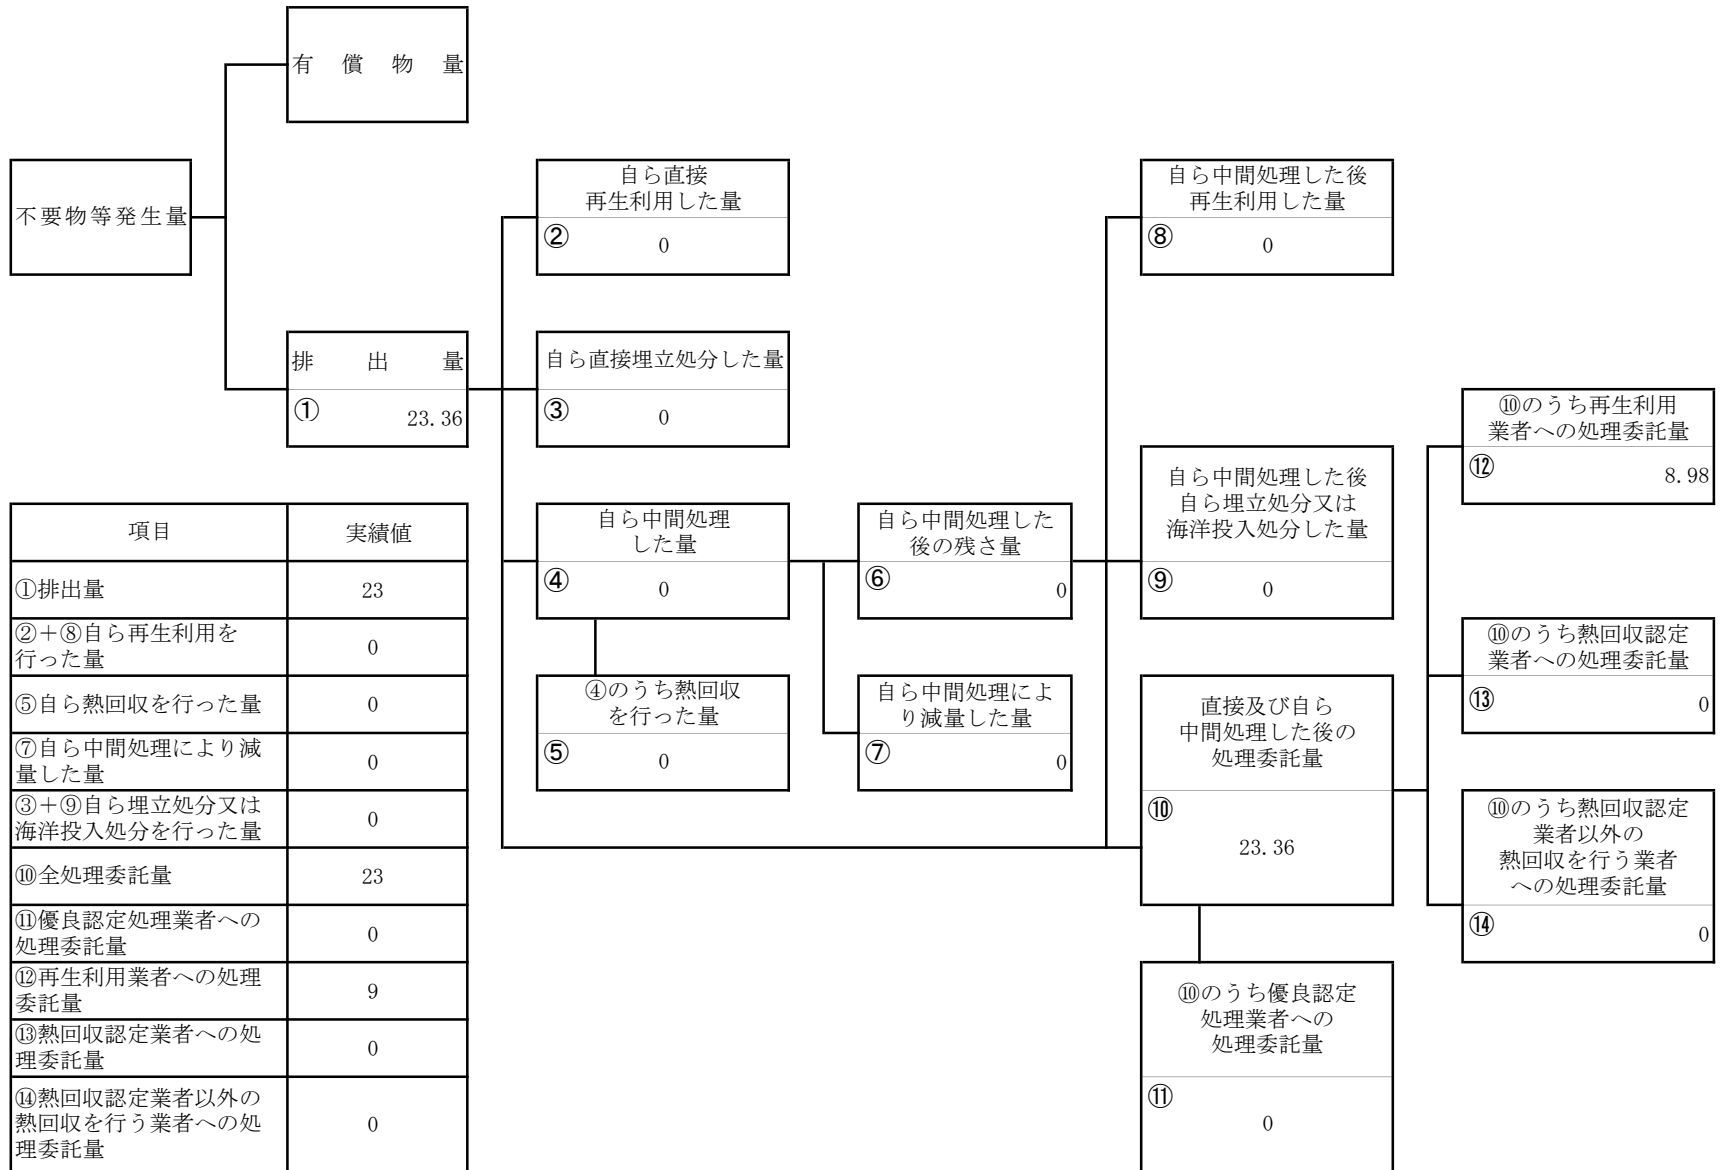 有償物量
不要物等発生量
自ら直接
再生利用した量
②
0
自ら中間処理した後
再生利用した量
⑧
0
排出量
①
23.36
自ら直接埋立処分した量
③
0
⑩のうち再生利用
業者への処理委託量
⑫
8.98
自ら中間処理
した量
④
0
自ら中間処理した
後の残さ量
⑥
0
自ら中間処理した後
自ら埋立処分又は
海洋投入処分した量
⑨
0
⑩のうち熱回収認定
業者への処理委託量
⑬
0
④のうち熱回収
を行った量
⑤
0
自ら中間処理によ
り減量した量
⑦
0
直接及び自ら
中間処理した後の
処理委託量
⑩
23.36
⑩のうち熱回収認定
業者以外の
熱回収を行う業者
への処理委託量
⑭
0
⑩のうち優良認定
処理業者への
処理委託量
⑪
0
項目 実績値
①排出量 23
②＋⑧自ら再生利用を
行った量
0
⑤自ら熱回収を行った量 0
⑦自ら中間処理により減
量した量
0
③＋⑨自ら埋立処分又は
海洋投入処分を行った量
0
⑩全処理委託量 23
⑪優良認定処理業者への
処理委託量
0
⑫再生利用業者への処理
委託量
9
⑬熱回収認定業者への処
理委託量
0
⑭熱回収認定業者以外の
熱回収を行う業者への処
理委託量
0